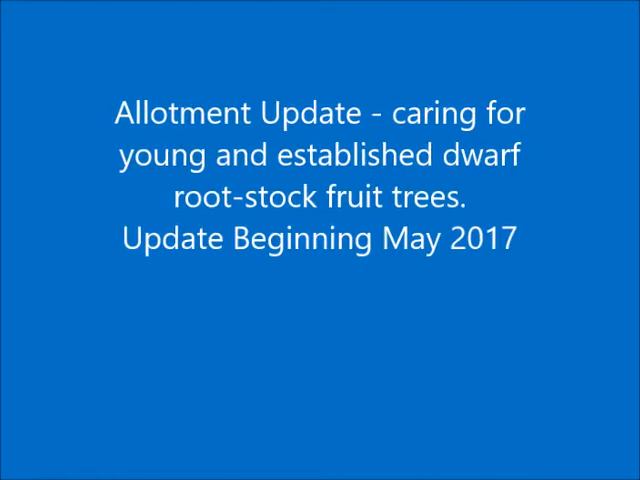 Allotment Update - caring for
young and established dwarf
root-stock fruit trees.
Update Beginning May 2017